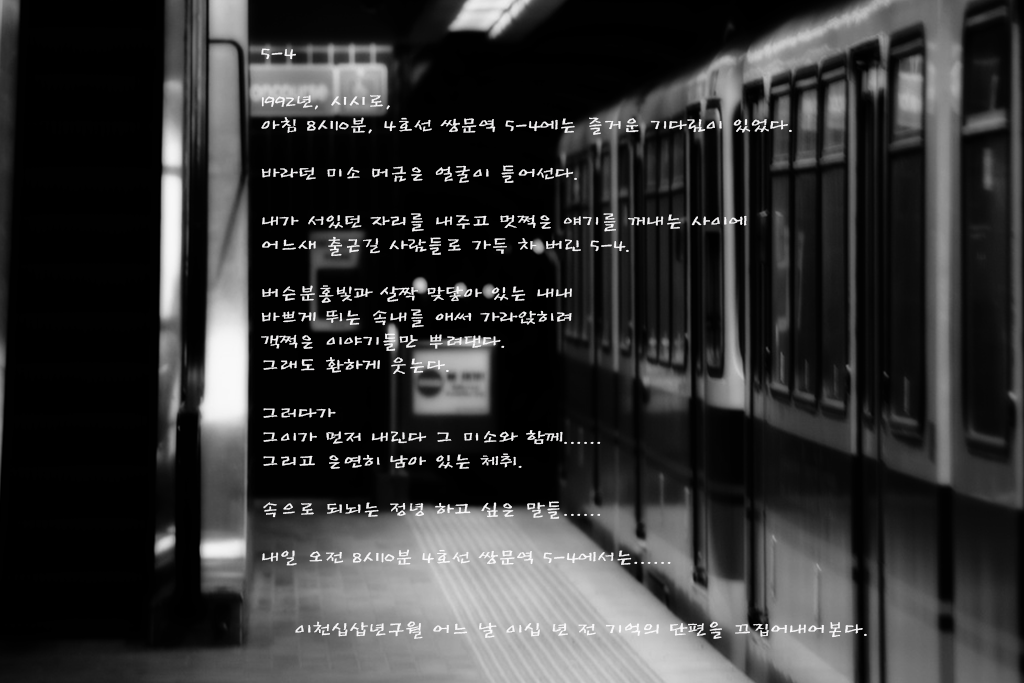 5-4
1992년, 시시로,
아침 8시10분, 4호선 쌍문역 5-4에는 즐거운 기다림이 있었다.
바라던 미소 머금은 얼굴이 들어선다.
내가 서있던 자리를 내주고 멋쩍은 얘기를 꺼내는 사이에
어느새 출근길 사람들로 가득 차 버린 5-4.
버슨분홍빛과 살짝 맞닿아 있는 내내
바쁘게 뛰는 속내를 애써 가라앉히려
객쩍은 이야기들만 뿌려댄다.
그래도 환하게 웃는다.
그러다가
그이가 먼저 내린다 그 미소와 함께......
그리고 은연히 남아 있는 체취.
속으로 되뇌는 정녕 하고 싶은 말들......
내일 오전 8시10분 4호선 쌍문역 5-4에서는......
이천십삽년구월 어느 날 이십 년 전 기억의 단편을 끄집어내어본다.